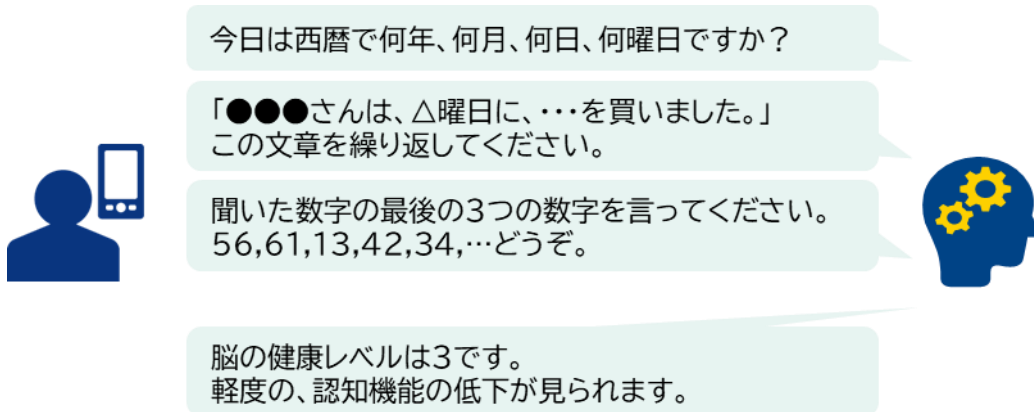 今日は西暦で何年、何月、何日、何曜日ですか？
「●●●さんは、△曜日に、･･･を買いました。」
この文章を繰り返してください。
聞いた数字の最後の3つの数字を言ってください。
56,61,13,42,34,…どうぞ。
脳の健康レベルは3です。
軽度の、認知機能の低下が見られます。